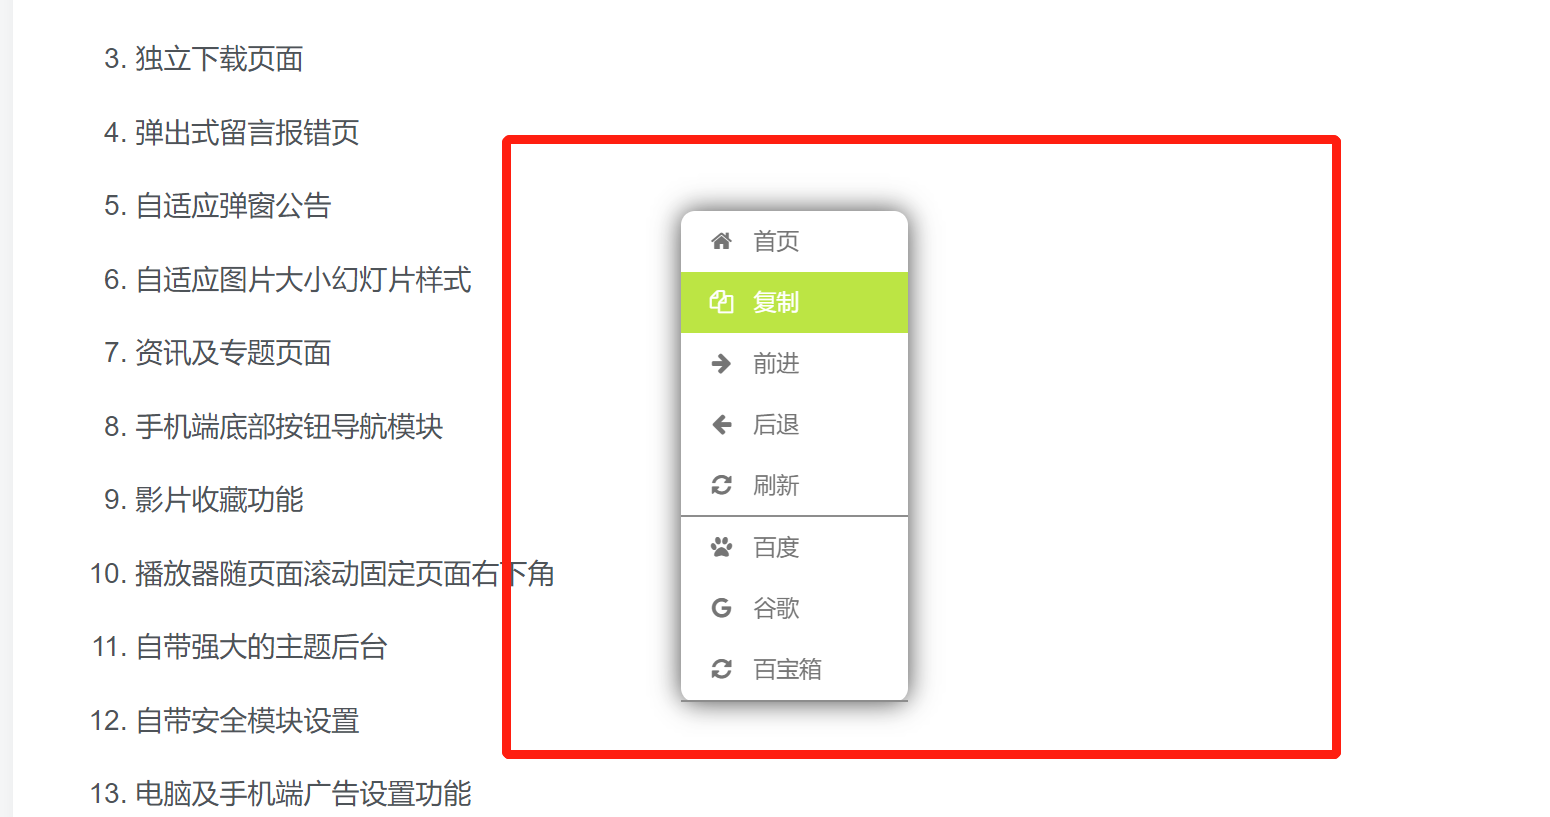 3. 独立下载页面
4. 弹出式留言报错页
5. 自适应弹窗公告
6. 自适应图片大小幻灯片样式
7. 资讯及专题页面
8. 手机端底部按钮导航模块
9. 影片收藏功能
10. 播放器随页面滚动固定页面右下角
11. 自带强大的主题后台
12. 自带安全模块设置
13. 电脑及手机端广告设置功能
首页
复制
前进
后退
刷新
百度
谷歌
百宝箱